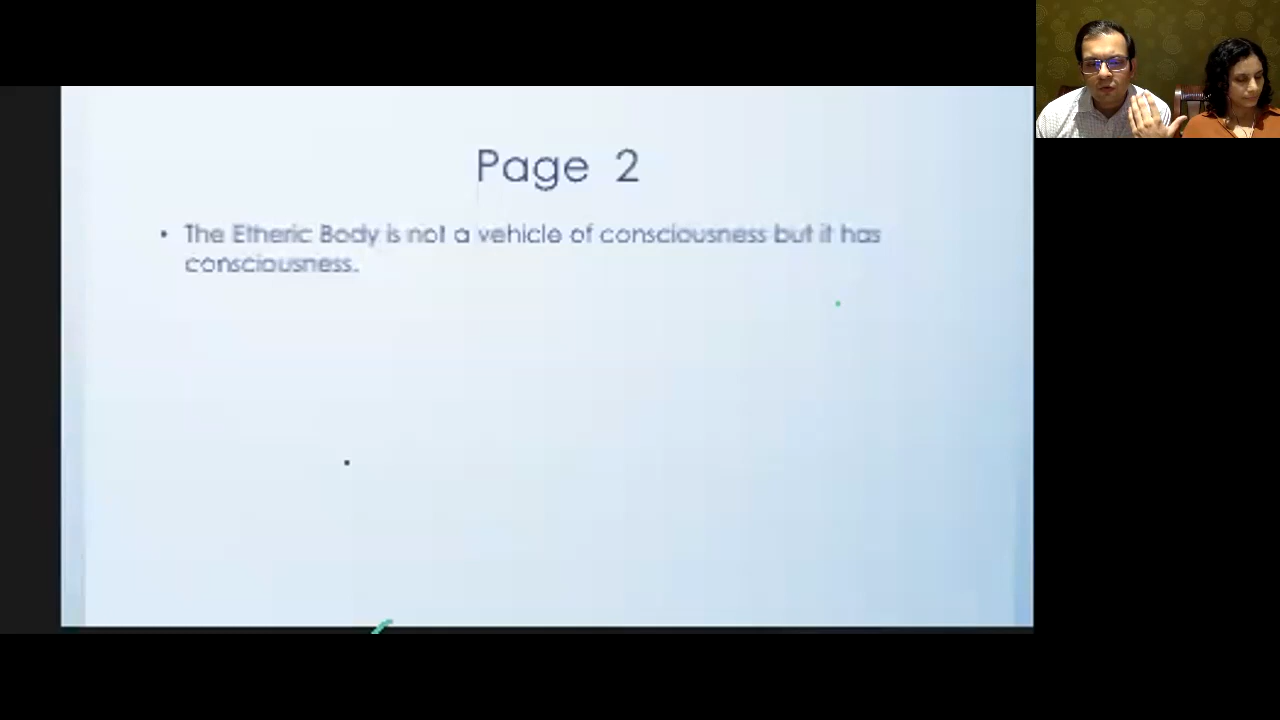 Page 2
• The Etheric Body is not a vehicle of consciousness but it has
consciousness.